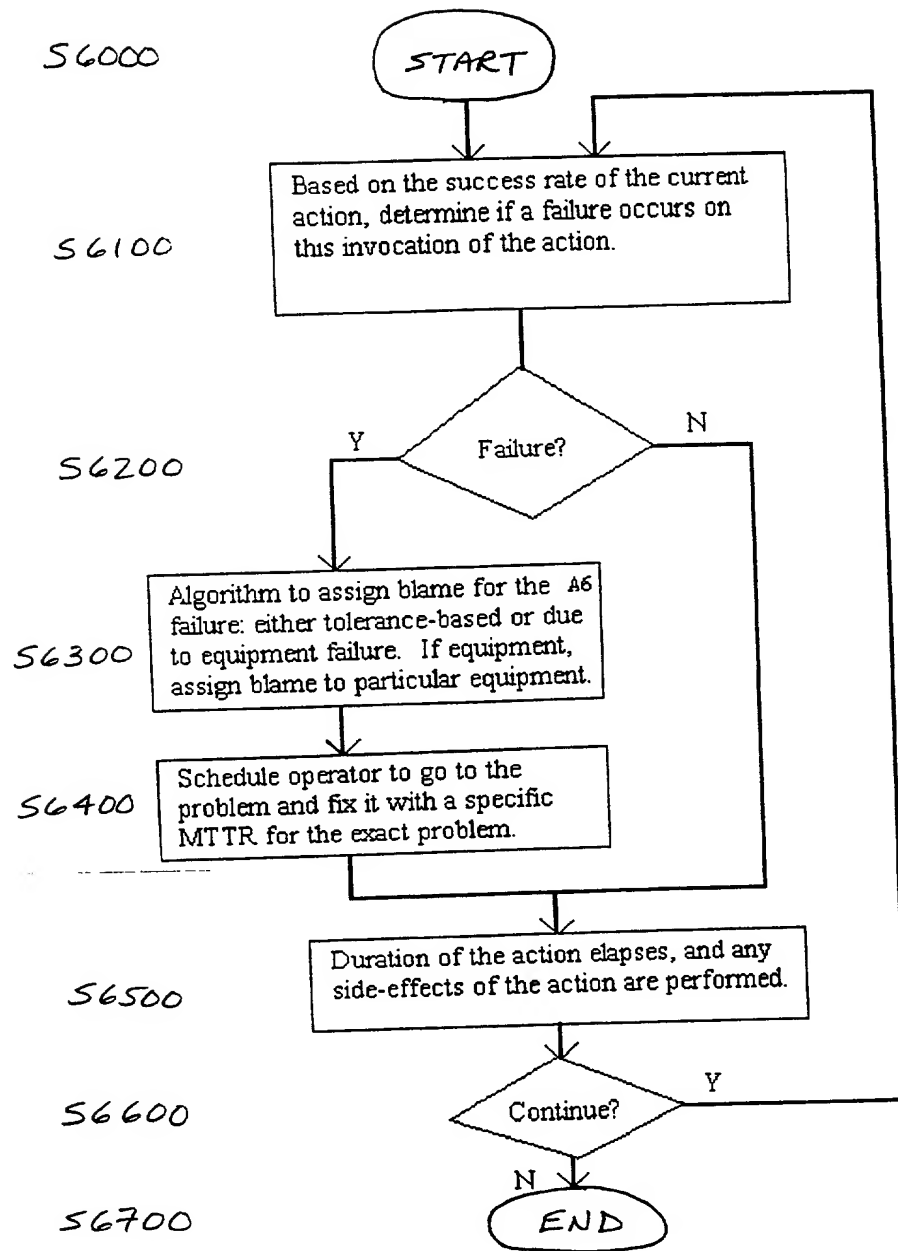 S6000
START
Based on the success rate of the current
action, determine if a failure occurs on
this invocation of the action.
S6100
Failure?
Y
N
S6200
Algorithm to assign blame for the A6
failure: either tolerance-based or due
to equipment failure. If equipment,
assign blame to particular equipment.
S6300
Schedule operator to go to the
problem and fix it with a specific
MTTR for the exact problem.
S6400
Duration of the action elapses, and any
side-effects of the action are performed.
S6500
Continue?
Y
S6600
N
END
S6700